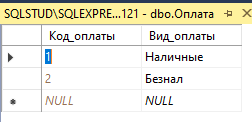 SQLSTUD\SQLEXPRE...121 - dbo.Оплата
Код_оплаты Вид_оплаты
1 Наличные
2 Безнал
NULL NULL